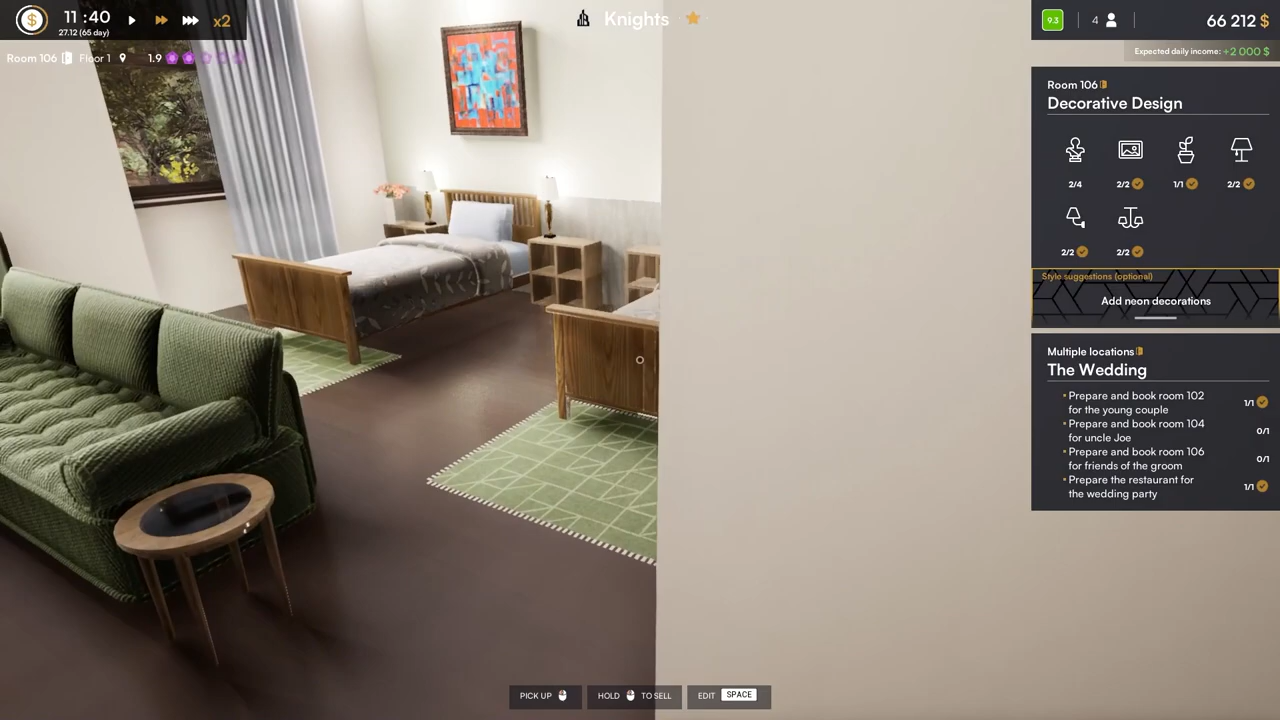 11 :40
x2
27.12 (65 day)
Room 106 Floor 1 1.9
Knights
9.3 4 66 212 $
Expected daily income: +2 000 $
Room 106
Decorative Design
2/4 2/2 1/1 2/2
2/2 2/2
Style suggestions (optional)
Add neon decorations
Multiple locations
The Wedding
Prepare and book room 102
for the young couple
1/1
Prepare and book room 104
for uncle Joe
0/1
Prepare and book room 106
for friends of the groom
0/1
Prepare the restaurant for
the wedding party
1/1
PICK UP HOLD TO SELL EDIT SPACE